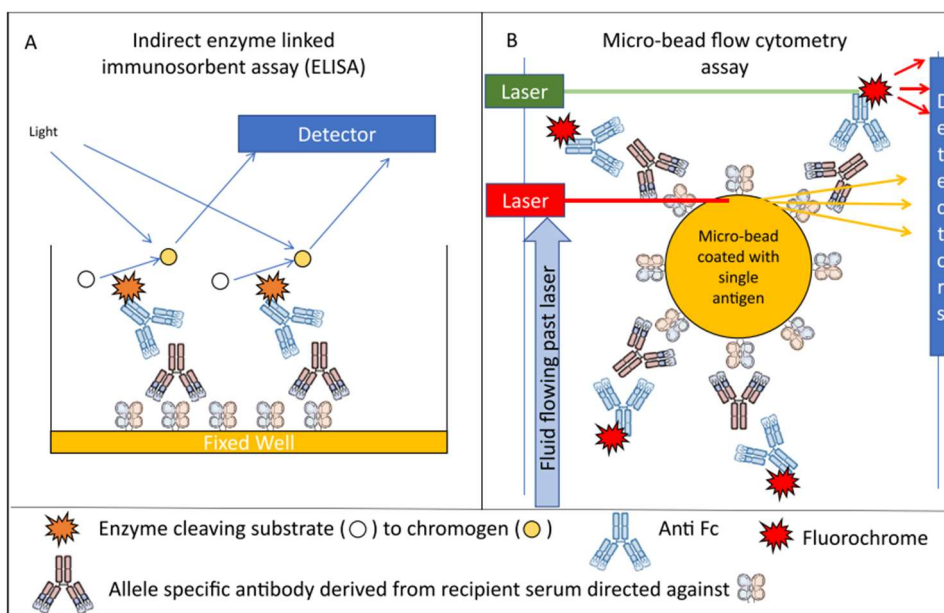 A
Indirect enzyme linked
immunosorbent assay (ELISA)
Light
Detector
Fixed Well
B
Micro-bead flow cytometry
assay
Laser
Laser
Micro-bead
coated with
single
antigen
Fluid flowing past laser
D
e
t
e
c
t
o
r
s
Enzyme cleaving substrate ( ) to chromogen ( )
Anti Fc
Fluorochrome
Allele specific antibody derived from recipient serum directed against